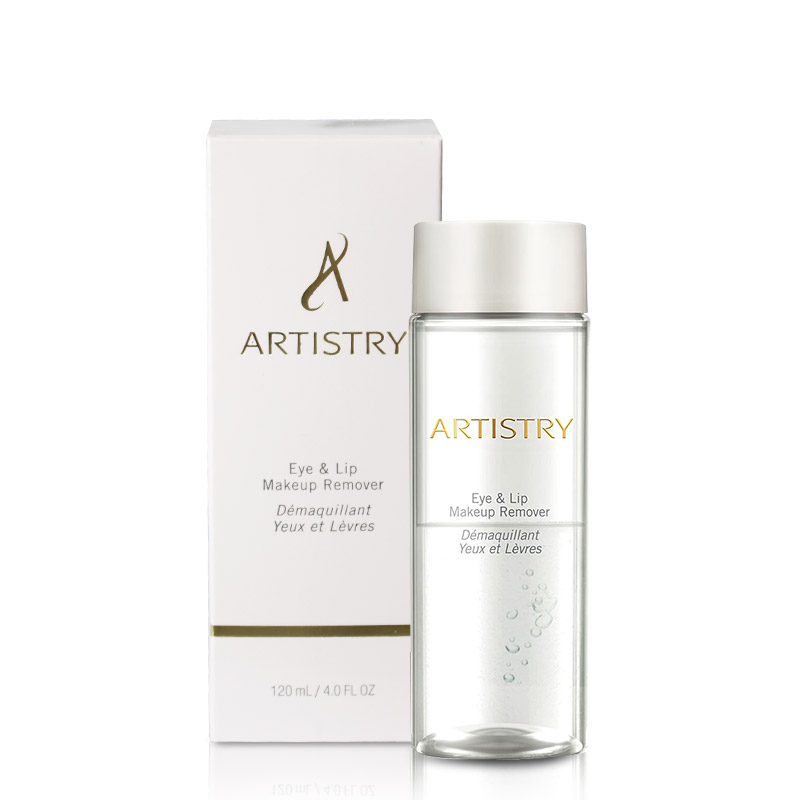 ARTISTRY
Eye & Lip
Makeup Remover
Démaquillant
Yeux et Lèvres
120 mL / 4.0 FL OZ
ARTISTRY
Eye & Lip
Makeup Remover
Démaquillant
Yeux et Lèvres